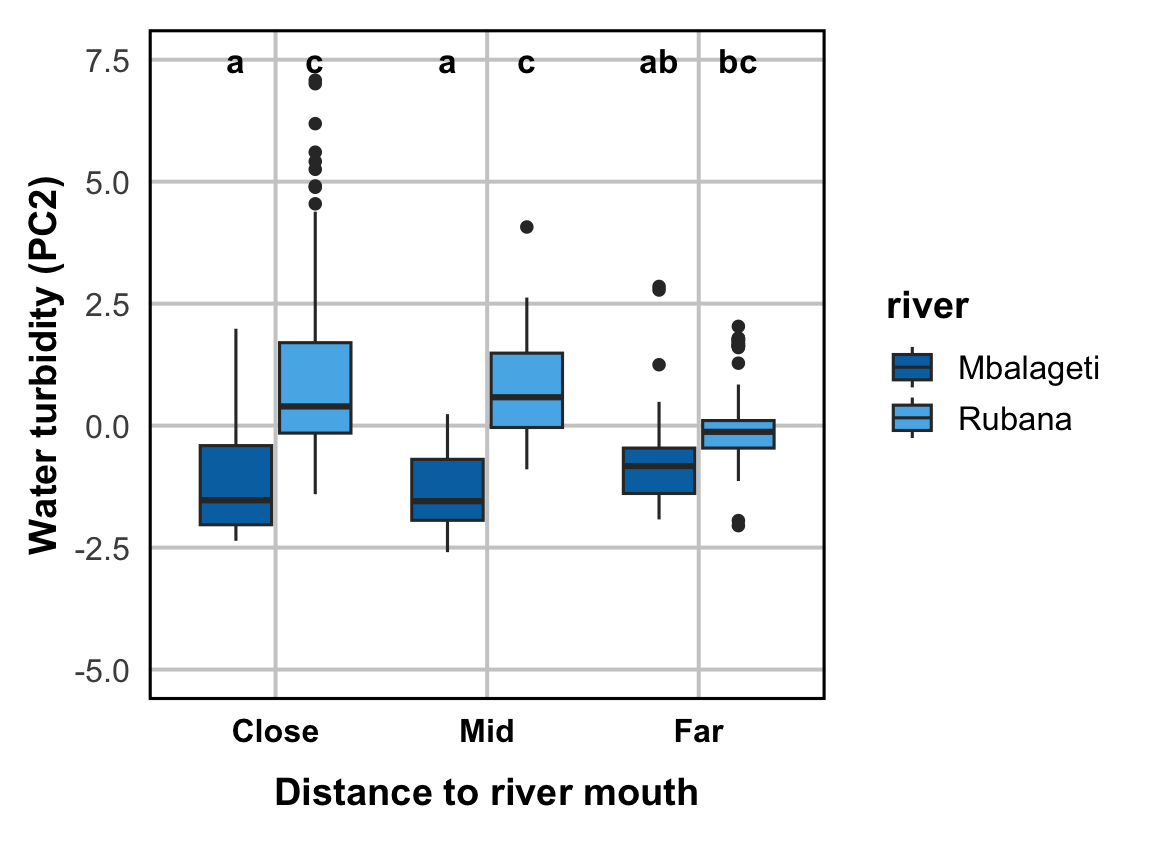 a c a c ab bc
7.5
5.0
2.5
0.0
-2.5
-5.0
Water turbidity (PC2)
Close Mid Far
Distance to river mouth
river
Mbalageti
Rubana